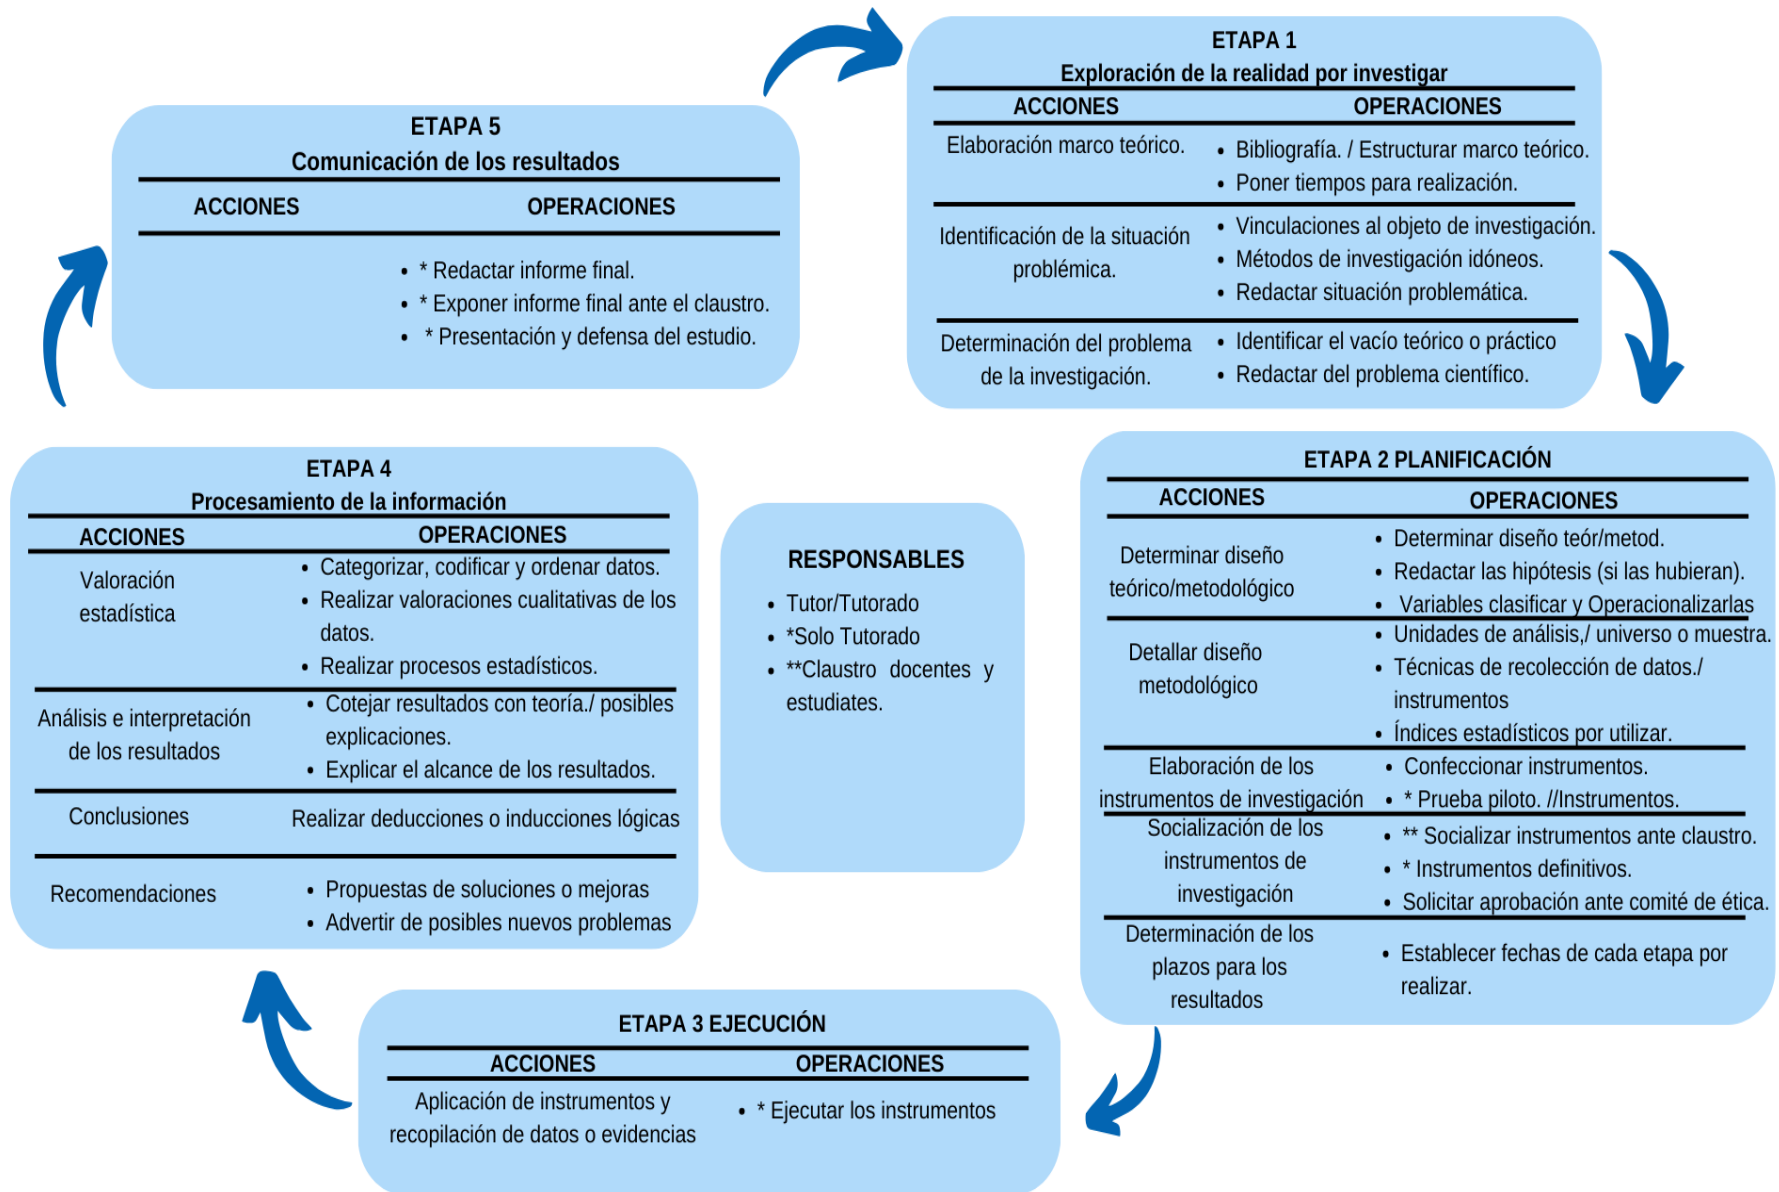 ETAPA 1
Exploración de la realidad por investigar
ACCIONES OPERACIONES
Elaboración marco teórico.
• Bibliografía. / Estructurar marco teórico.
• Poner tiempos para realización.
Identificación de la situación
problémica.
• Vinculaciones al objeto de investigación.
• Métodos de investigación idóneos.
• Redactar situación problemática.
Determinación del problema
de la investigación.
• Identificar el vacío teórico o práctico
• Redactar del problema científico.
ETAPA 2 PLANIFICACIÓN
ACCIONES OPERACIONES
Determinar diseño
teórico/metodológico
• Determinar diseño teór/metod.
• Redactar las hipótesis (si las hubieran).
• Variables clasificar y Operacionalizarlas
Detallar diseño
metodológico
• Unidades de análisis,/ universo o muestra.
• Técnicas de recolección de datos./
instrumentos
• Índices estadísticos por utilizar.
Elaboración de los
instrumentos de investigación
• Confeccionar instrumentos.
• * Prueba piloto. //Instrumentos.
Socialización de los
instrumentos de
investigación
• ** Socializar instrumentos ante claustro.
• * Instrumentos definitivos.
• Solicitar aprobación ante comité de ética.
Determinación de los
plazos para los
resultados
• Establecer fechas de cada etapa por
realizar.
ETAPA 3 EJECUCIÓN
ACCIONES OPERACIONES
Aplicación de instrumentos y
recopilación de datos o evidencias
• * Ejecutar los instrumentos
ETAPA 4
Procesamiento de la información
ACCIONES OPERACIONES
Valoración
estadística
• Categorizar, codificar y ordenar datos.
• Realizar valoraciones cualitativas de los
datos.
• Realizar procesos estadísticos.
Análisis e interpretación
de los resultados
• Cotejar resultados con teoría./ posibles
explicaciones.
• Explicar el alcance de los resultados.
Conclusiones
Realizar deducciones o inducciones lógicas
Recomendaciones
• Propuestas de soluciones o mejoras
• Advertir de posibles nuevos problemas
ETAPA 5
Comunicación de los resultados
ACCIONES OPERACIONES
• * Redactar informe final.
• * Exponer informe final ante el claustro.
• * Presentación y defensa del estudio.
RESPONSABLES
• Tutor/Tutorado
• *Solo Tutorado
• **Claustro docentes y
estudiates.